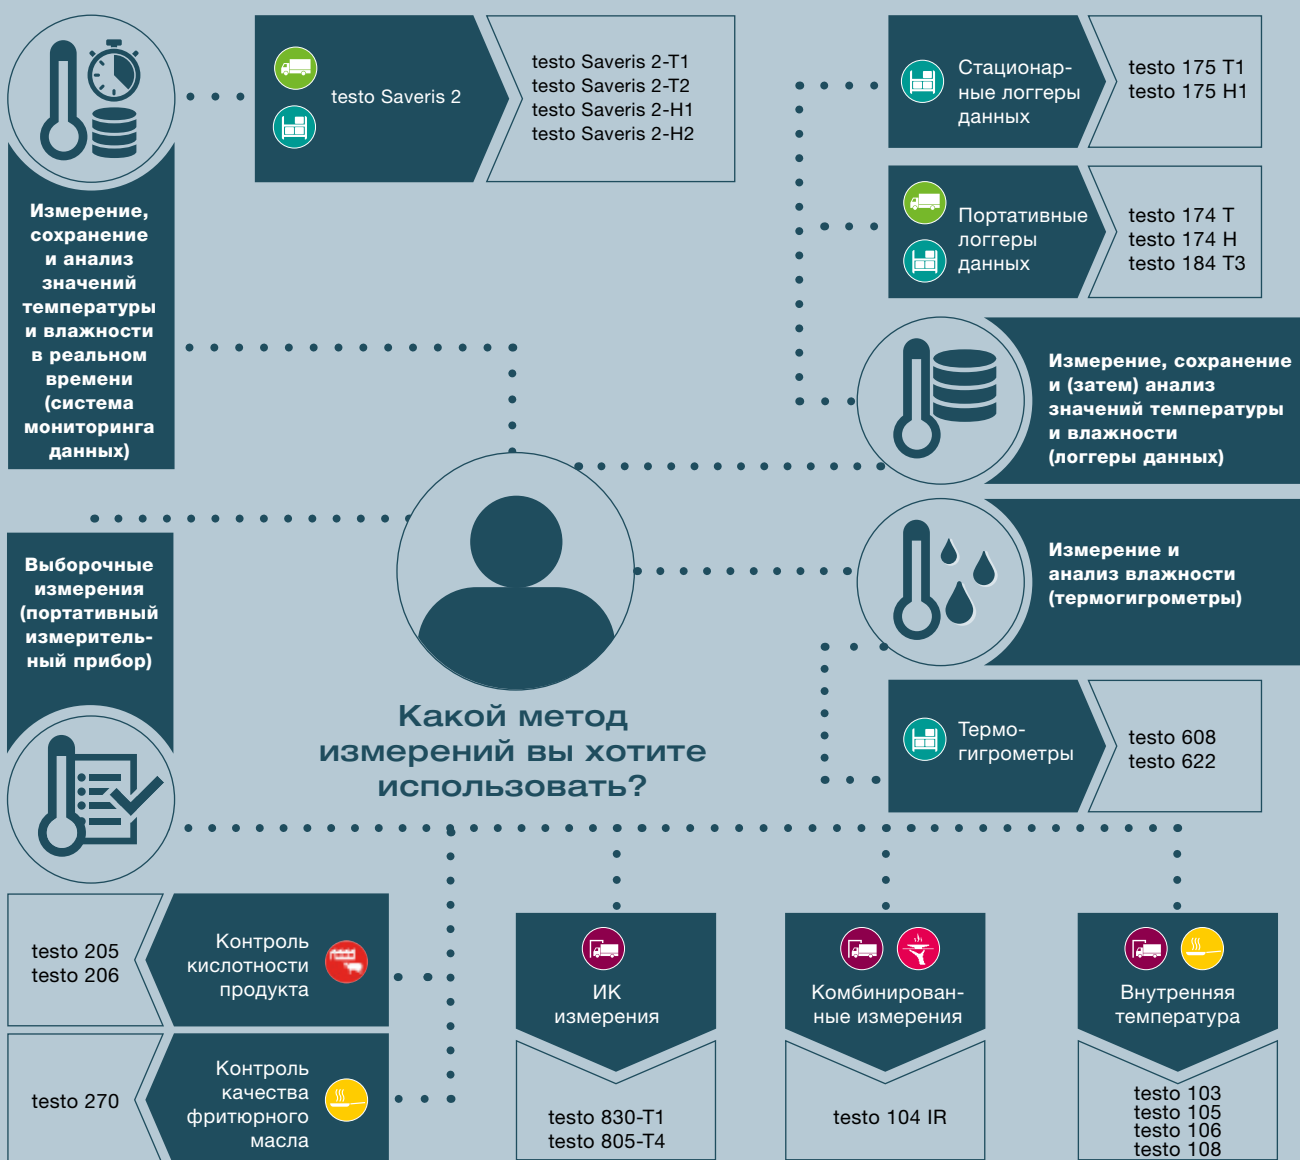 Измерение,
сохранение
и анализ
значений
температуры
и влажности
в реальном
времени
(система
мониторинга
данных)
testo Saveris 2
testo Saveris 2-T1
testo Saveris 2-T2
testo Saveris 2-H1
testo Saveris 2-H2
Стационар-
ные логгеры
данных
testo 175 T1
testo 175 H1
Портативные
логгеры
данных
testo 174 T
testo 174 H
testo 184 T3
Измерение, сохранение
и (затем) анализ
значений температуры
и влажности
(логгеры данных)
Измерение и
анализ влажности
(термогигрометры)
Термо-
гигрометры
testo 608
testo 622
Какой метод
измерений вы хотите
использовать?
Выборочные
измерения
(портативный
измеритель-
ный прибор)
testo 205
testo 206
Контроль
кислотности
продукта
testo 270
Контроль
качества
фритюрного
масла
ИК
измерения
testo 830-T1
testo 805-T4
Комбинирован-
ные измерения
testo 104 IR
Внутренняя
температура
testo 103
testo 105
testo 106
testo 108